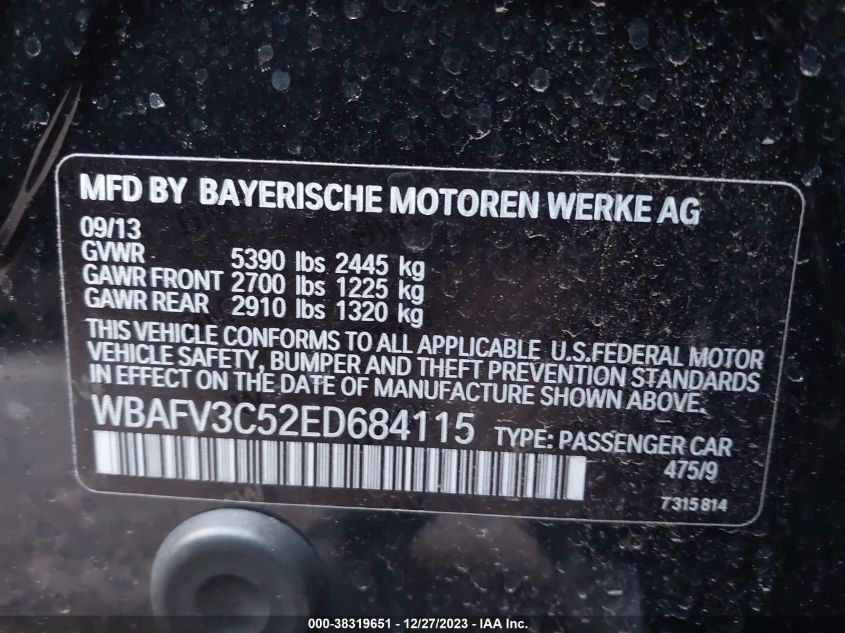 MFD BY BAYERISCHE MOTOREN WERKE AG
09/13
GVWR 5390 lbs 2445 kg
GAWR FRONT 2700 lbs 1225 kg
GAWR REAR 2910 lbs 1320 kg
THIS VEHICLE CONFORMS TO ALL APPLICABLE U.S.FEDERAL MOTOR
VEHICLE SAFETY, BUMPER AND THEFT PREVENTION STANDARDS
IN EFFECT ON THE DATE OF MANUFACTURE SHOWN ABOVE.
WBAFV3C52ED684115 TYPE: PASSENGER CAR
475/9
7315814
000-38319651 - 12/27/2023 - IAA Inc.